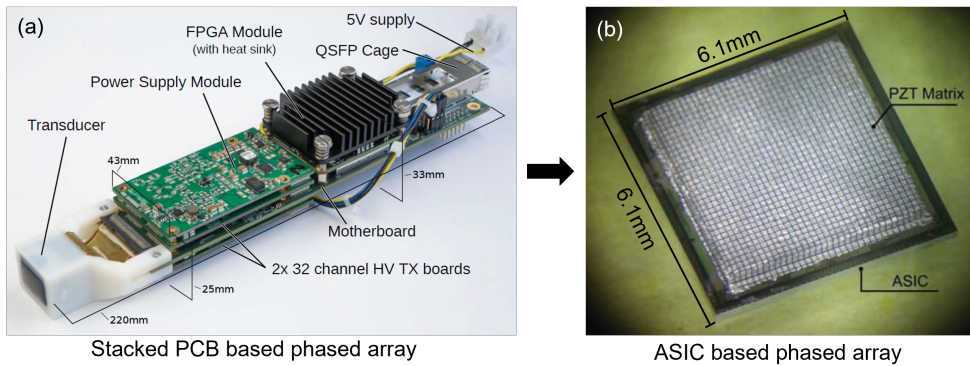 (a)
FPGA Module
(with heat sink)
5V supply
QSFP Cage
Power Supply Module
Transducer
43mm
33mm
Motherboard
2x 32 channel HV TX boards
25mm
220mm
Stacked PCB based phased array
(b)
6.1mm
PZT Matrix
6.1mm
ASIC
ASIC based phased array